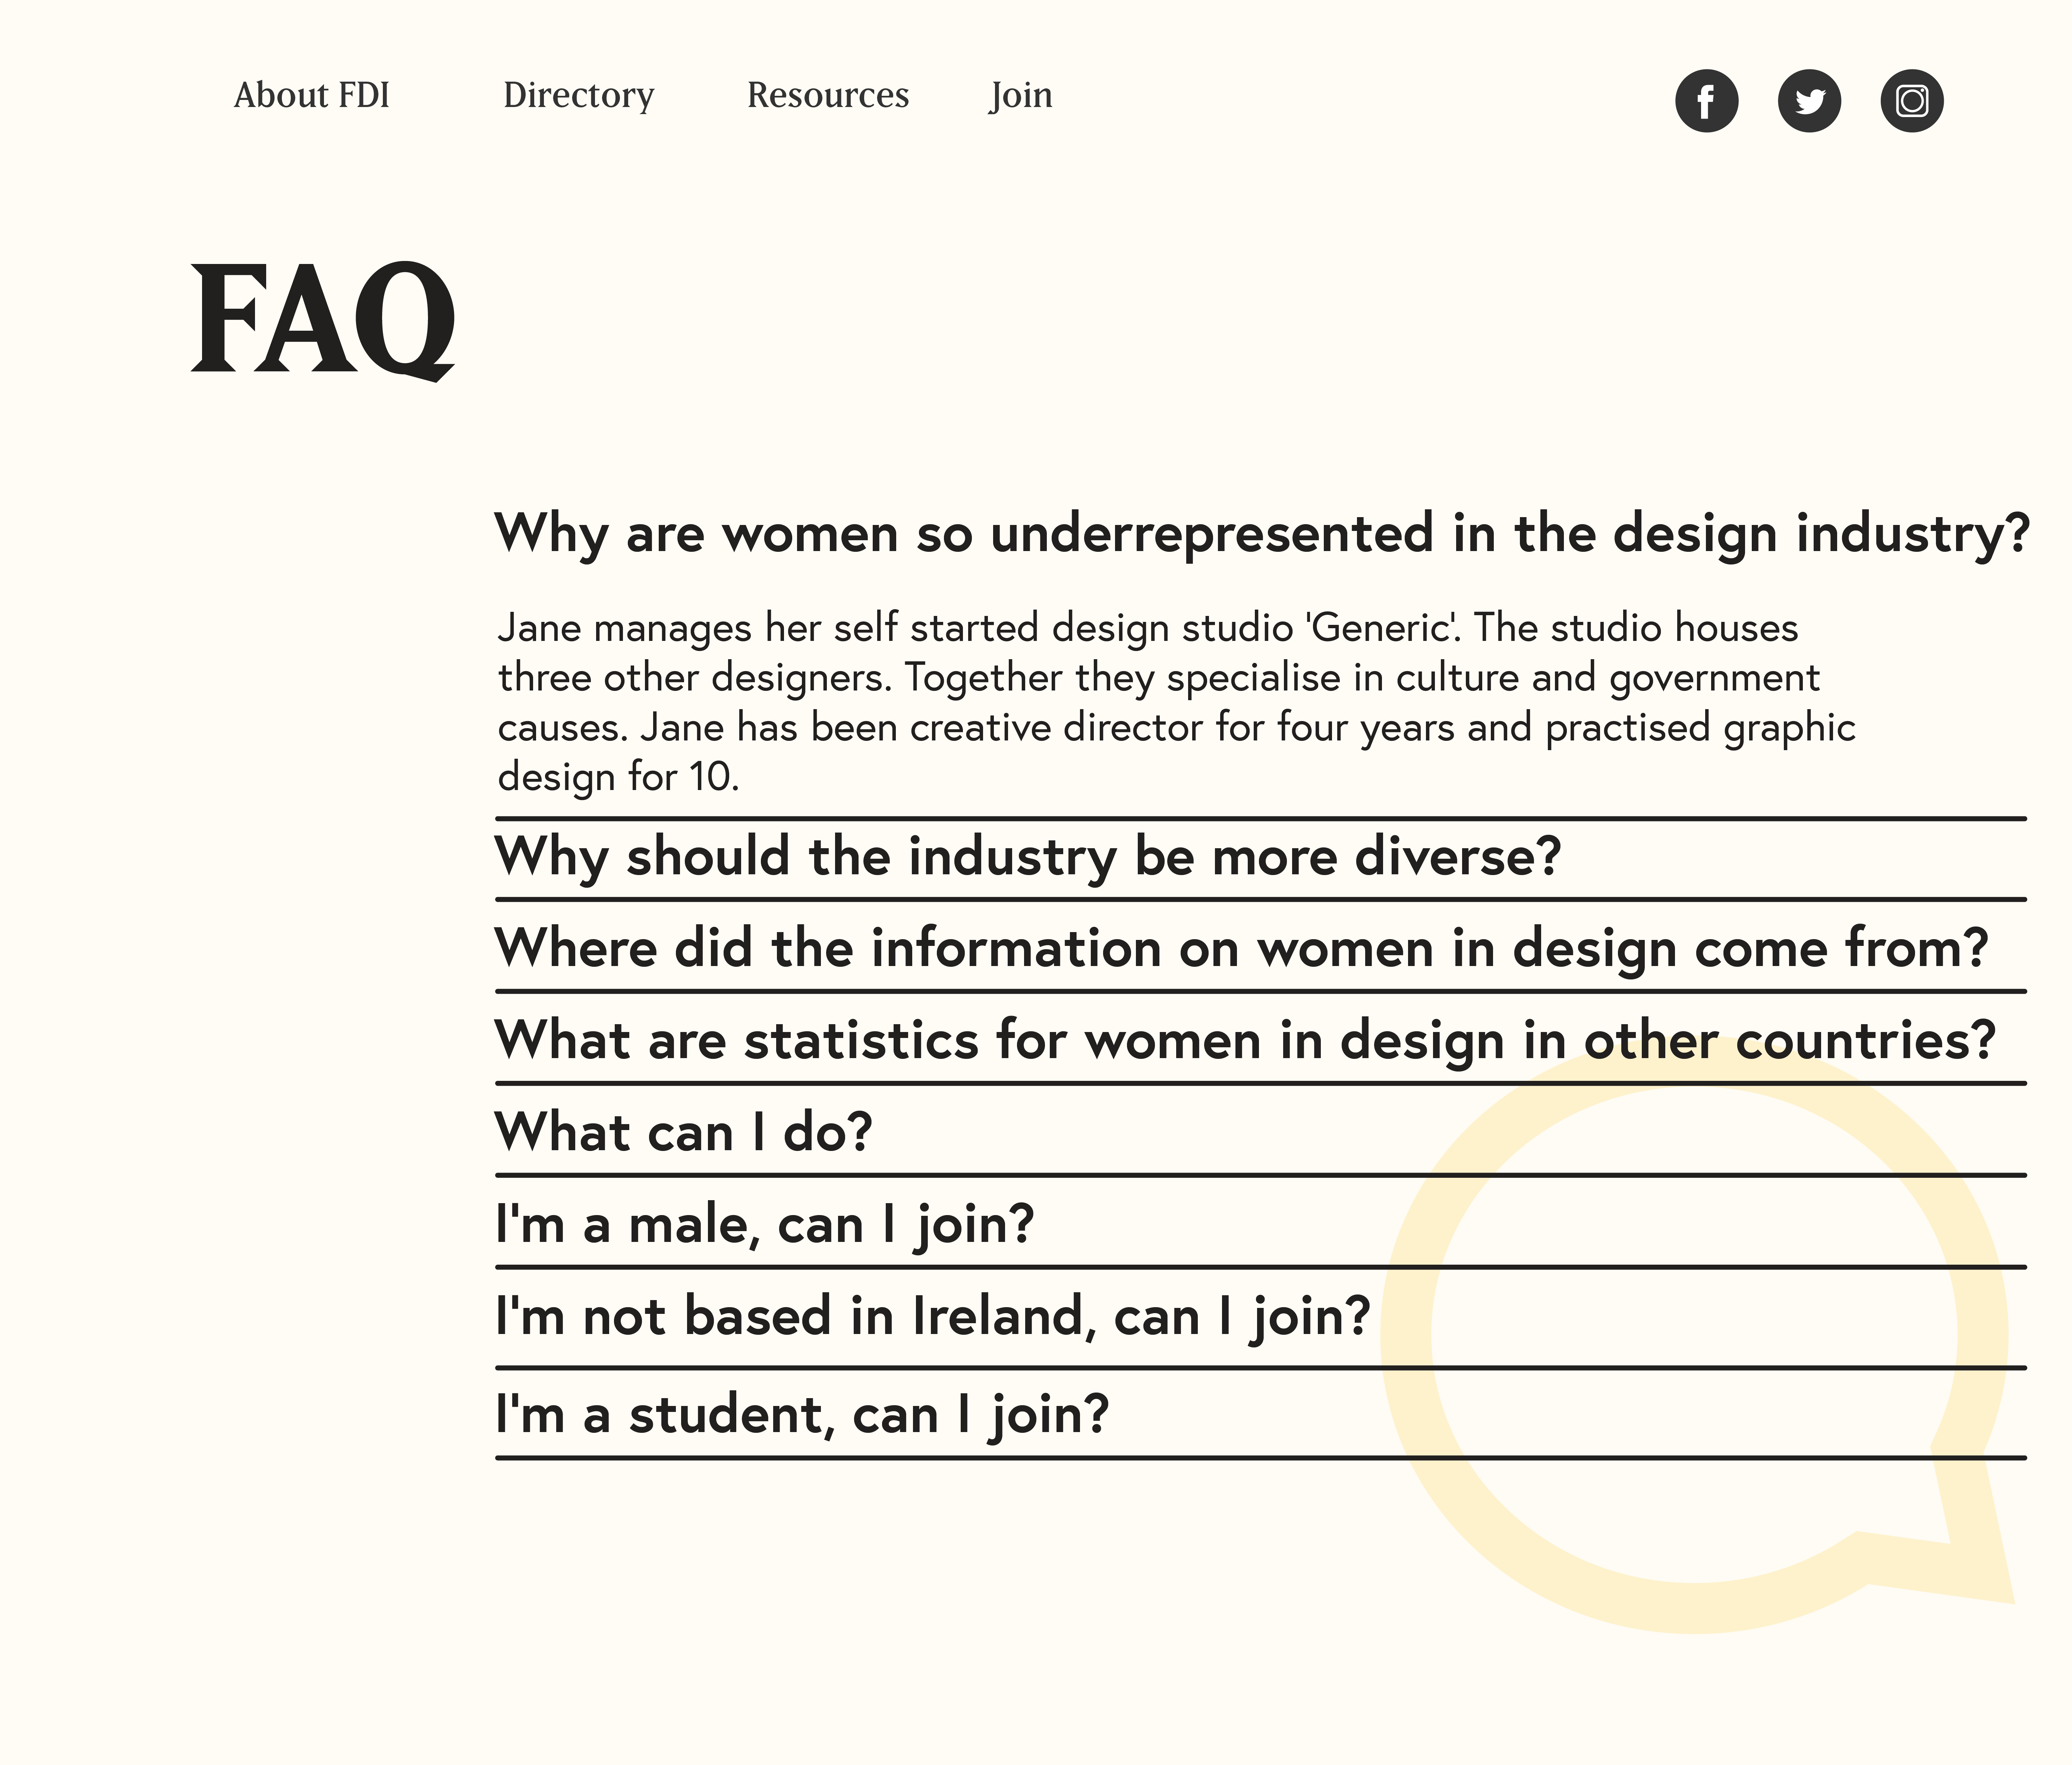 About FDI Directory Resources Join
FAQ
Why are women so underrepresented in the design industry?
Jane manages her self started design studio 'Generic'. The studio houses
three other designers. Together they specialise in culture and government
causes. Jane has been creative director for four years and practised graphic
design for 10.
Why should the industry be more diverse?
Where did the information on women in design come from?
What are statistics for women in design in other countries?
What can I do?
I'm a male, can I join?
I'm not based in Ireland, can I join?
I'm a student, can I join?